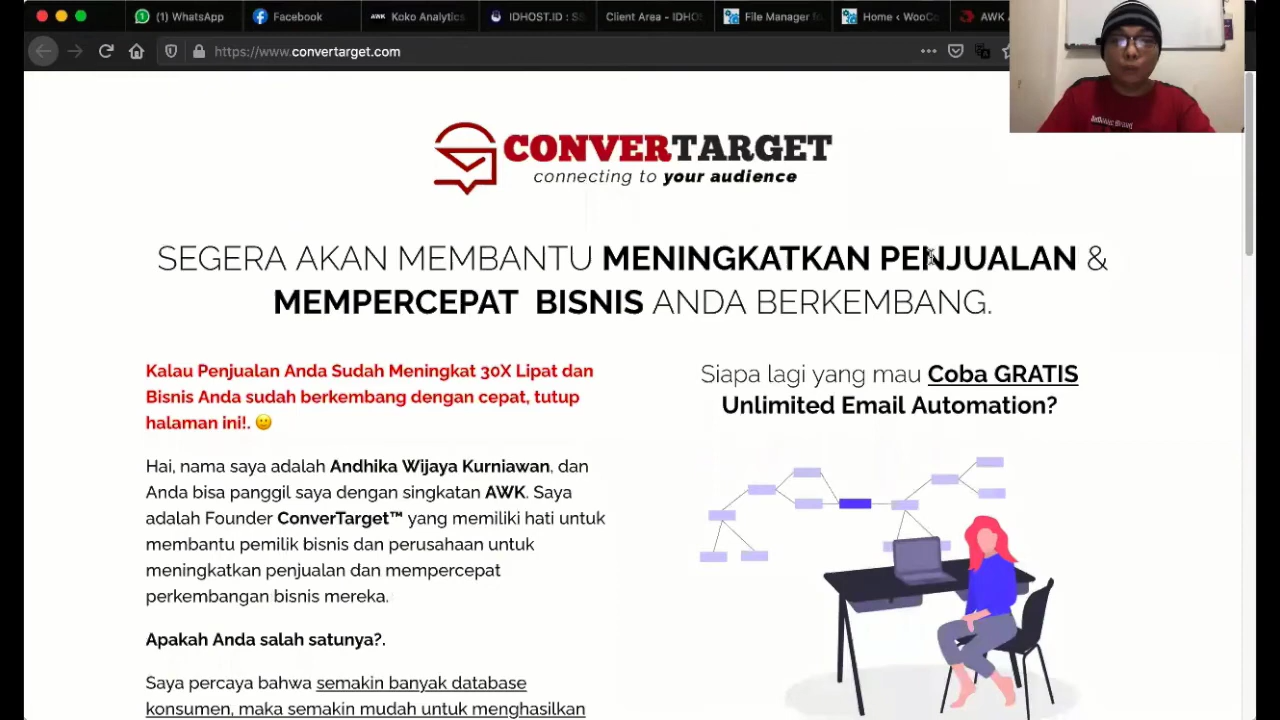 (1) WhatsApp
Facebook
AWK Koko Analytics
IDHOST.ID : S
Client Area - IDHOS
File Manager
Home ‹ WooCo
AWK
https://www.convertarget.com
CONVERTARGET
connecting to your audience
SEGERA AKAN MEMBANTU MENINGKATKAN PENJUALAN &
MEMPERCEPAT BISNIS ANDA BERKEMBANG.
Kalau Penjualan Anda Sudah Meningkat 30X Lipat dan
Bisnis Anda sudah berkembang dengan cepat, tutup
halaman ini!. 🙂
Hai, nama saya adalah Andhika Wijaya Kurniawan, dan
Anda bisa panggil saya dengan singkatan AWK. Saya
adalah Founder ConverTarget™ yang memiliki hati untuk
membantu pemilik bisnis dan perusahaan untuk
meningkatkan penjualan dan mempercepat
perkembangan bisnis mereka.
Apakah Anda salah satunya?.
Saya percaya bahwa semakin banyak database
konsumen, maka semakin mudah untuk menghasilkan
Siapa lagi yang mau Coba GRATIS
Unlimited Email Automation?